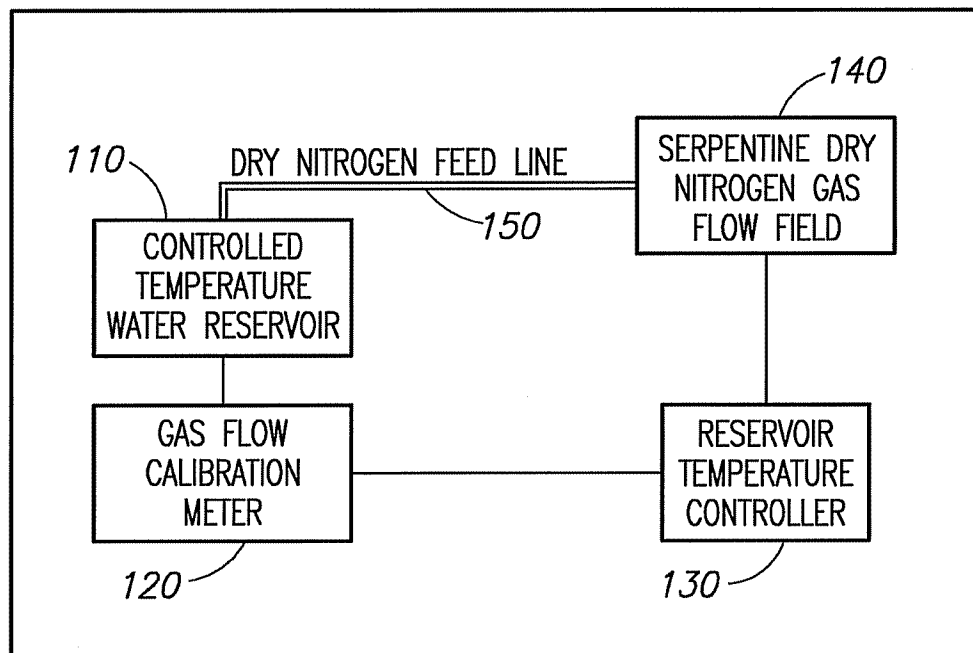 140
110
DRY NITROGEN FEED LINE
SERPENTINE DRY
NITROGEN GAS
FLOW FIELD
150
CONTROLLED
TEMPERATURE
WATER RESERVOIR
GAS FLOW
CALIBRATION
METER
RESERVOIR
TEMPERATURE
CONTROLLER
120
130